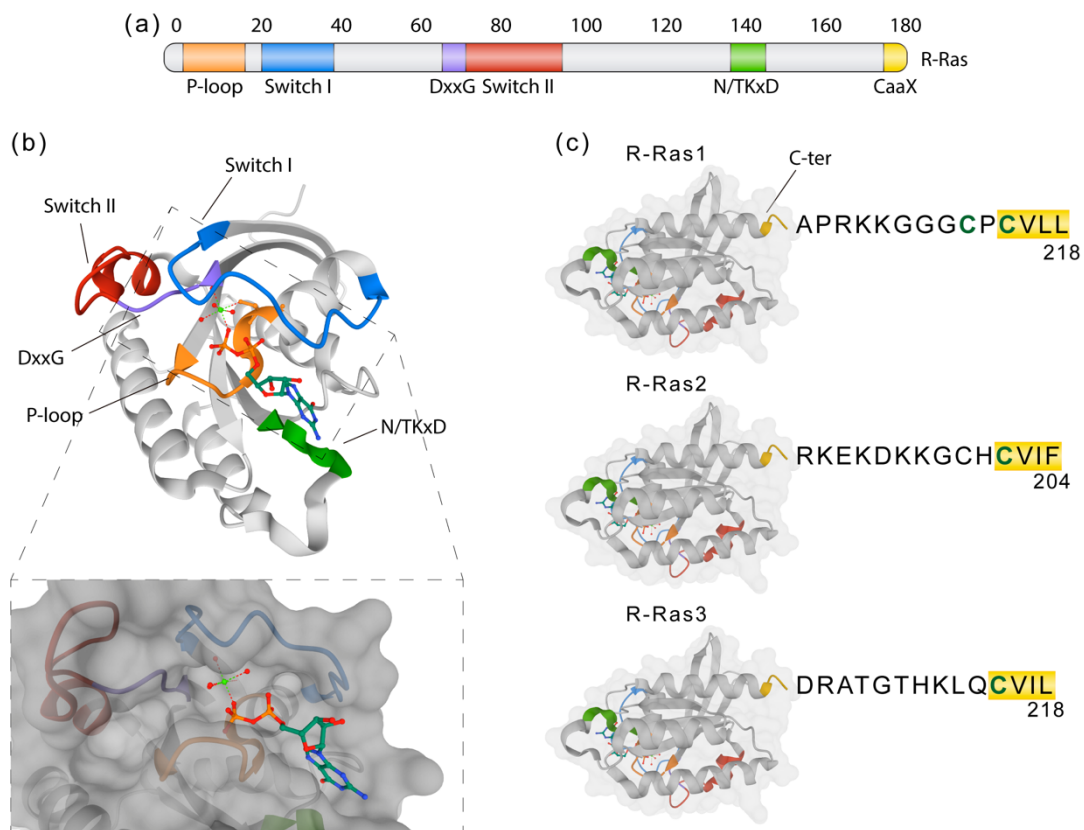 (a)
0 20 40 60 80 100 120 140 160 180
R-Ras
P-loop Switch I DxxG Switch II N/TKxD CaaX
(b)
Switch I
Switch II
DxxG
P-loop
N/TKxD
(c)
R-Ras1
C-ter
APRKKGGGCPCVLL
218
R-Ras2
RKEKDKKGCHCVIF
204
R-Ras3
DRATGTHKLQCVIL
218